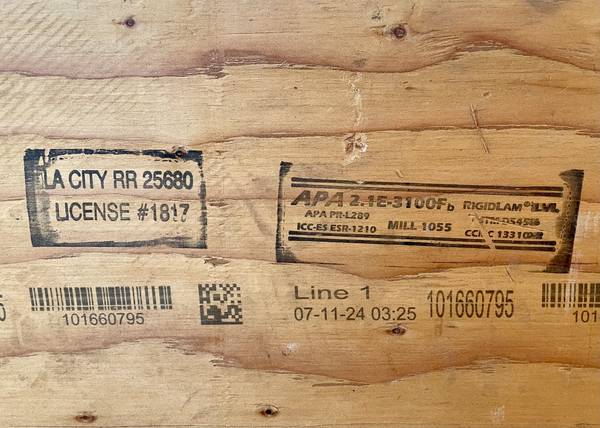 LA CITY RR 25680
LICENSE #1817
APA 2.1E-3100Fb RIGIDLAM® LVL
APA PR-L289 MILL 1055
ICC-ES ESR-1210
101660795
Line 1
07-11-24 03:25
101660795
101